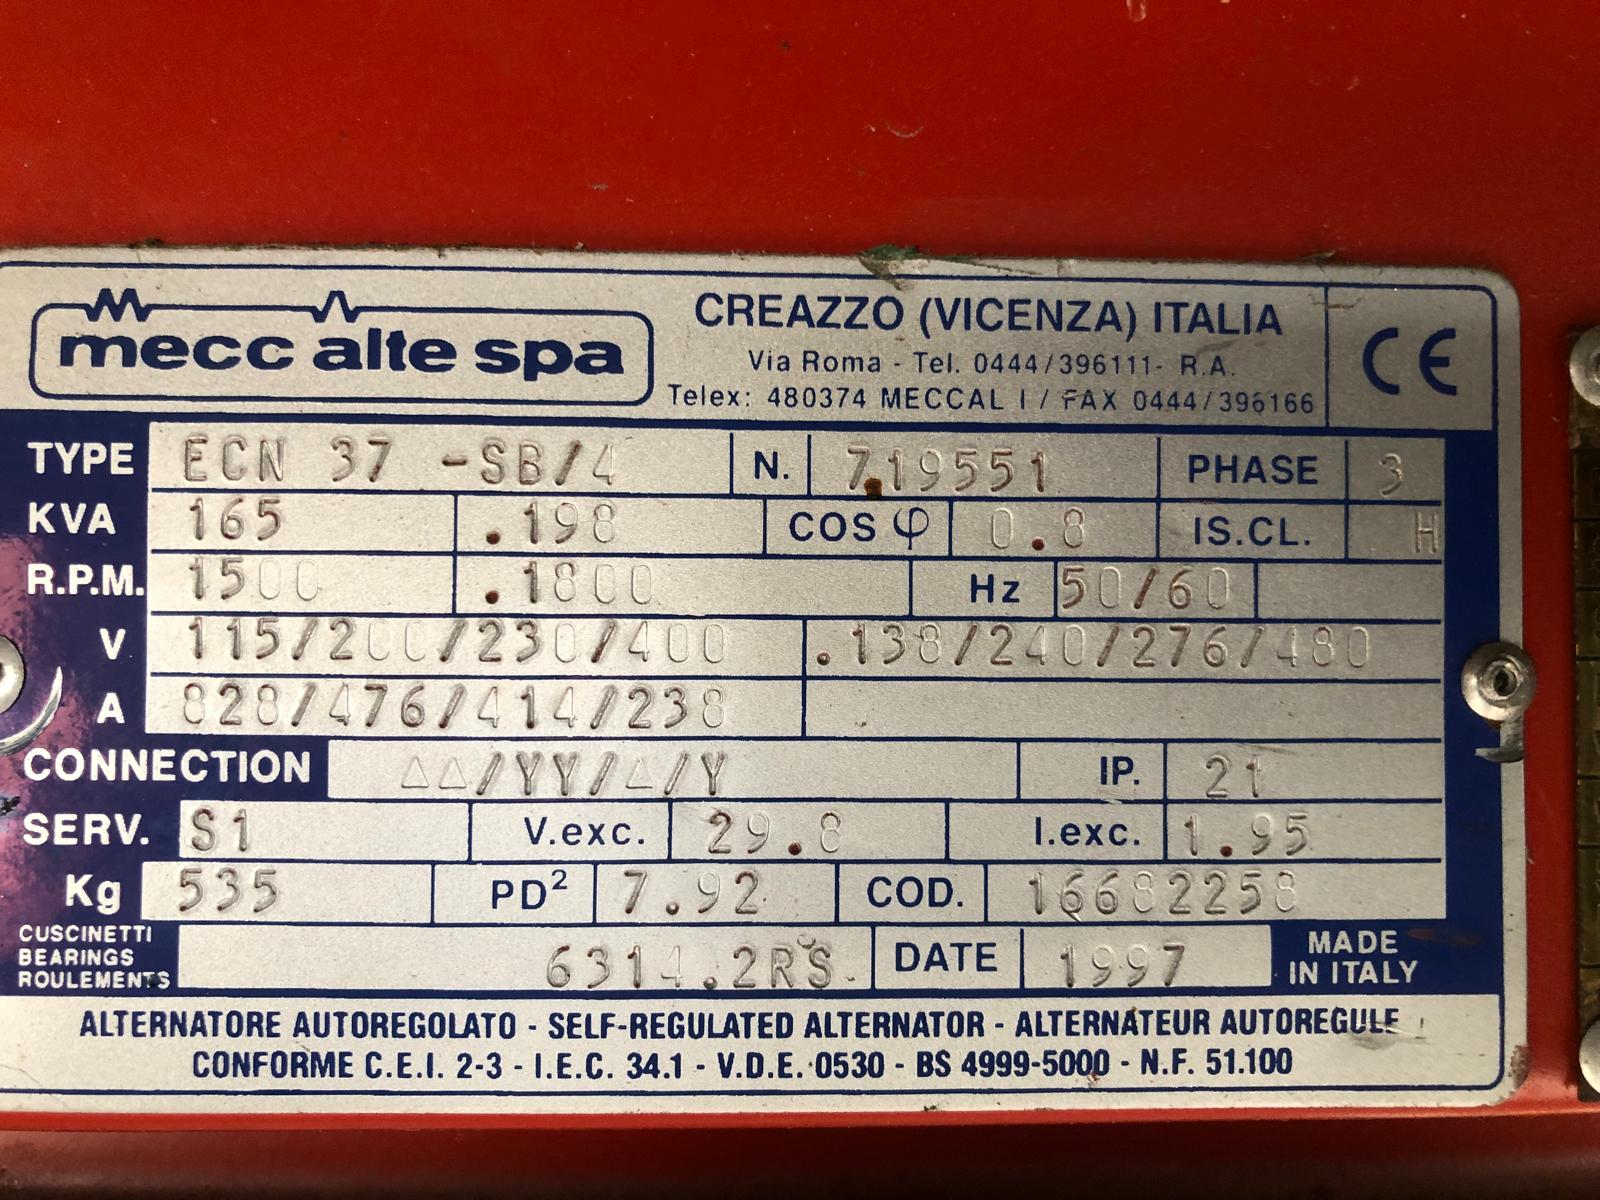 mecc alte spa
CREAZZO (VICENZA) ITALIA
Via Roma - Tel. 0444/396111- R.A.
Telex: 480374 MECCAL I / FAX 0444/396166
CE
TYPE ECN 37 -SB/4 N. 719551 PHASE 3
KVA 165 .198 COS φ 0.8 IS.CL. H
R.P.M. 1500 .1800 Hz 50/60
V 115/200/230/400 .138/240/276/480
A 828/476/414/238
CONNECTION △△/YY/△/Y IP. 21
SERV. S1 V.exc. 29.8 I.exc. 1.95
Kg 535 PD² 7.92 COD. 16682258
CUSCINETTI
BEARINGS
ROULEMENTS
6314.2RS. DATE 1997
MADE
IN ITALY
ALTERNATORE AUTOREGOLATO - SELF-REGULATED ALTERNATOR - ALTERNATEUR AUTOREGULE
CONFORME C.E.I. 2-3 - I.E.C. 34.1 - V.D.E. 0530 - BS 4999-5000 - N.F. 51.100